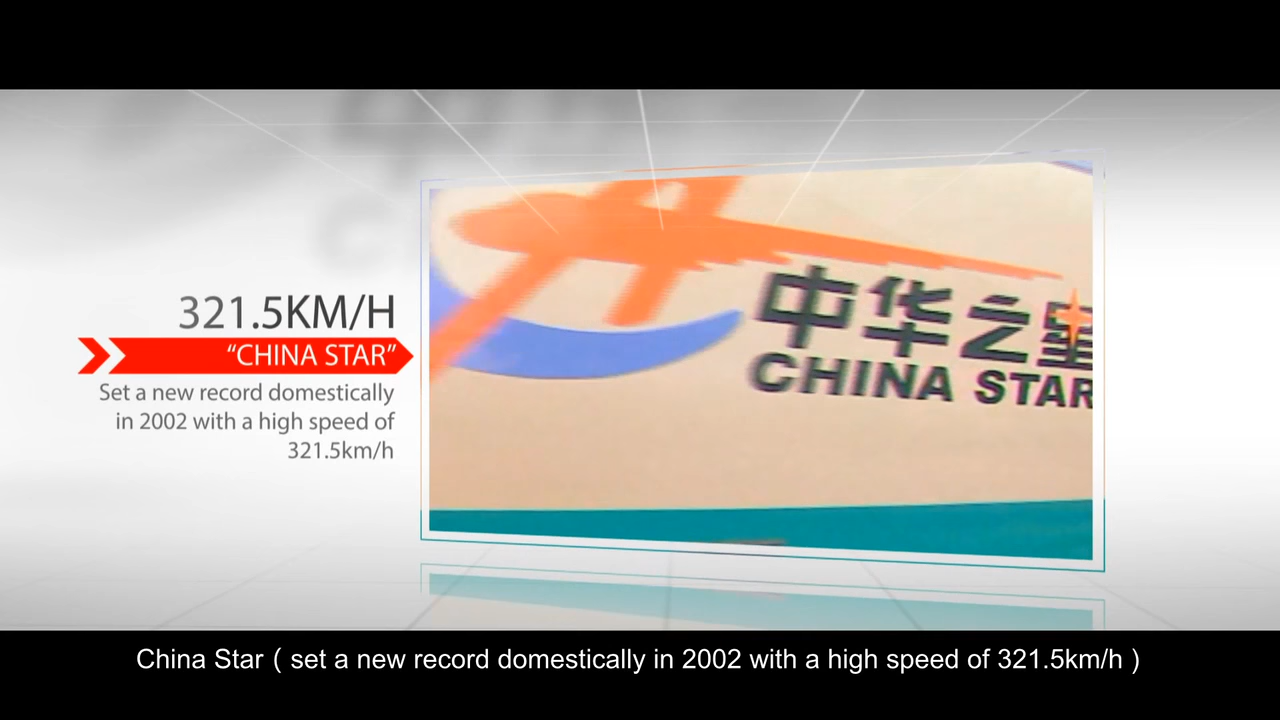 321.5KM/H
“CHINA STAR”
Set a new record domestically
in 2002 with a high speed of
321.5km/h
中华之星
CHINA STAR
China Star ( set a new record domestically in 2002 with a high speed of 321.5km/h )